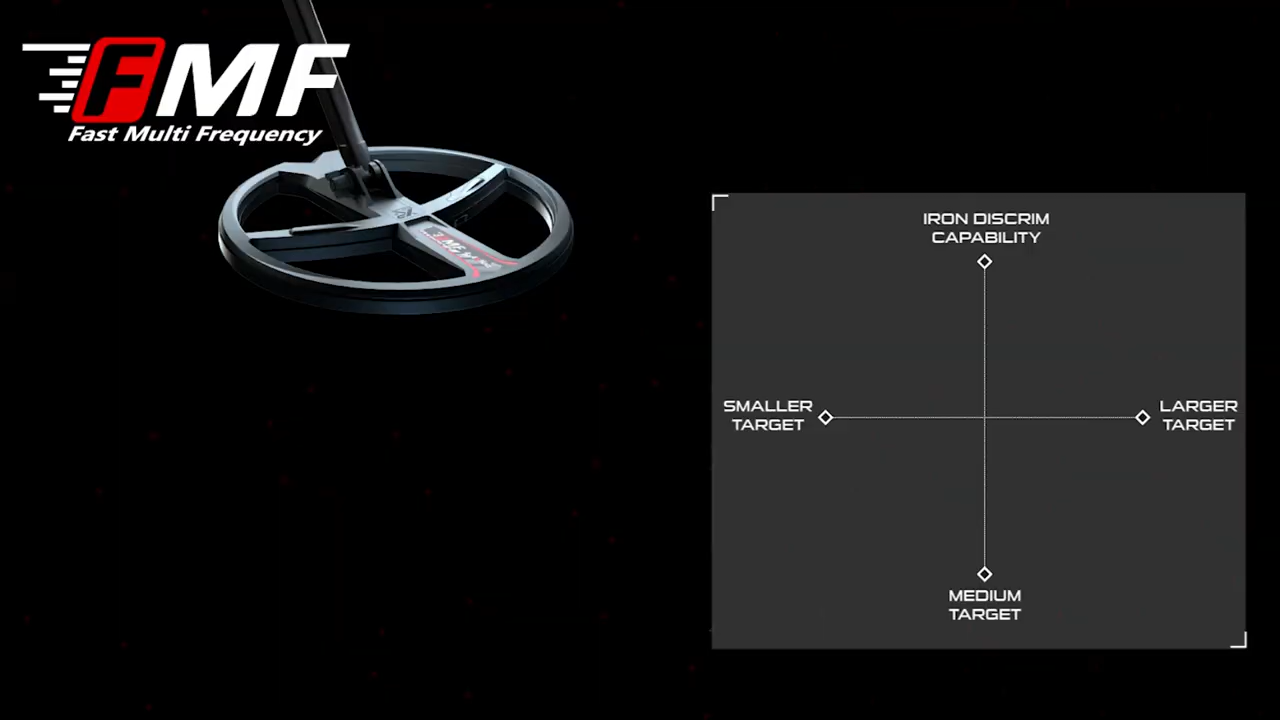 FMF
Fast Multi Frequency
IRON DISCRIM
CAPABILITY
SMALLER
TARGET
LARGER
TARGET
MEDIUM
TARGET